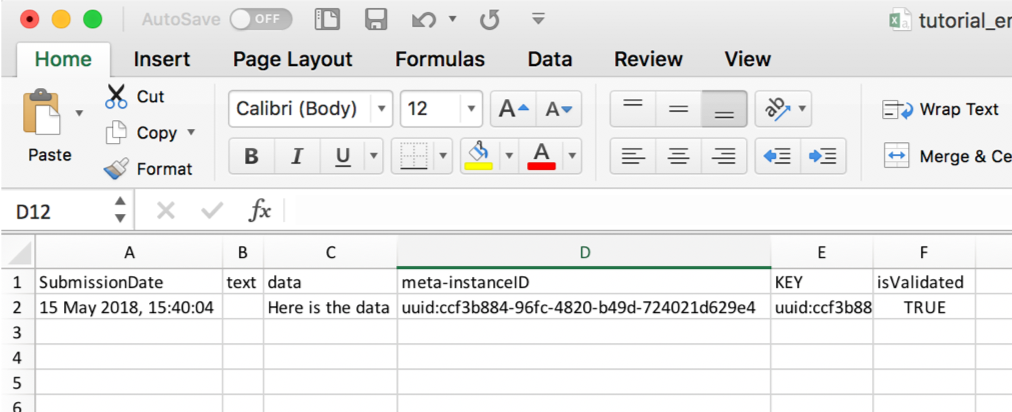 AutoSave OFF tutorial_er
Home Insert Page Layout Formulas Data Review View
Cut
Calibri (Body) 12 A A ab Wrap Text
Copy
Paste B I U A Merge & Ce
Format
D12 fx
A B C D E F
1 SubmissionDate text data meta-instanceID KEY isValidated
2 15 May 2018, 15:40:04 Here is the data uuid:ccf3b884-96fc-4820-b49d-724021d629e4 uuid:ccf3b88 TRUE
3
4
5
6